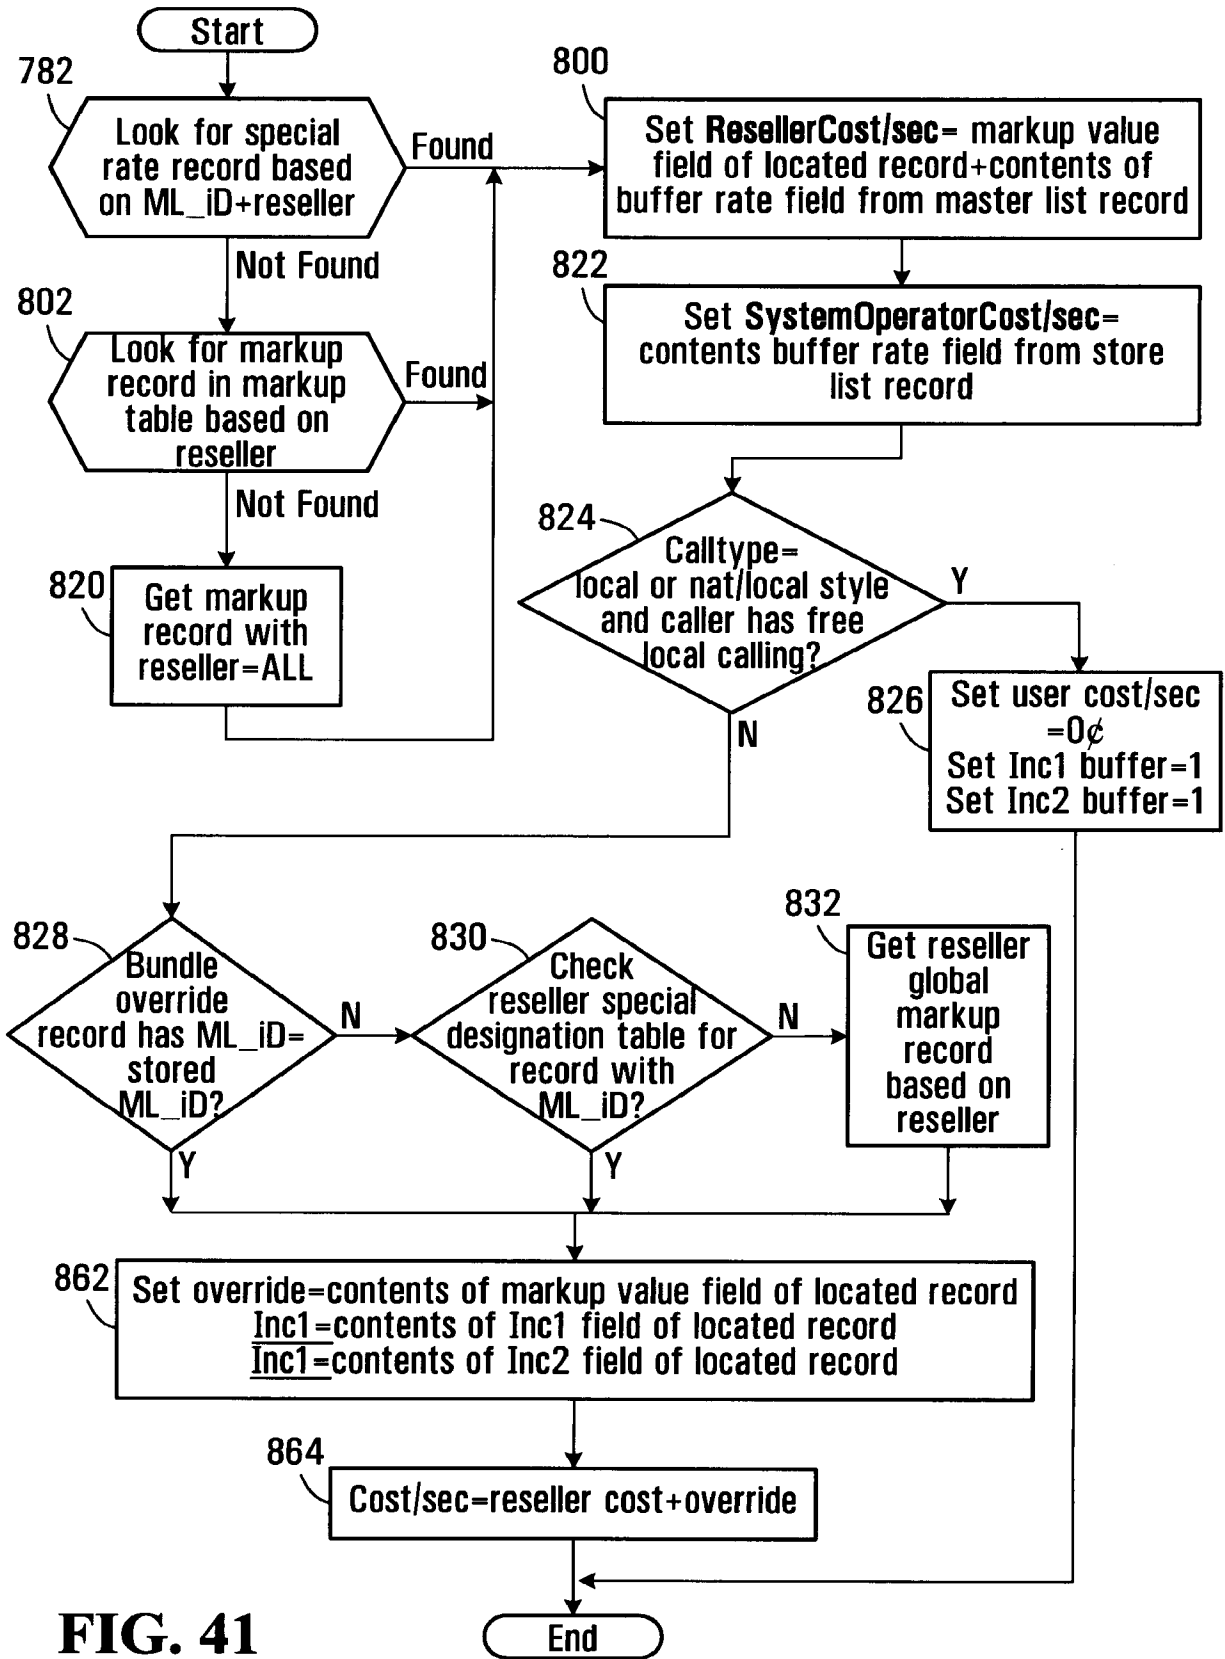 Start
782
Look for special
rate record based
on ML_iD+reseller
Found
Not Found
802
Look for markup
record in markup
table based on
reseller
Found
Not Found
820
Get markup
record with
reseller=ALL
800
Set ResellerCost/sec= markup value
field of located record+contents of
buffer rate field from master list record
822
Set SystemOperatorCost/sec=
contents buffer rate field from store
list record
824
Calltype=
local or nat/local style
and caller has free
local calling?
Y
N
826
Set user cost/sec
=0¢
Set Inc1 buffer=1
Set Inc2 buffer=1
828
Bundle
override
record has ML_iD=
stored
ML_iD?
N
Y
830
Check
reseller special
designation table for
record with
ML_iD?
N
Y
832
Get reseller
global
markup
record
based on
reseller
862
Set override=contents of markup value field of located record
Inc1=contents of Inc1 field of located record
Inc1=contents of Inc2 field of located record
864
Cost/sec=reseller cost+override
End
FIG. 41